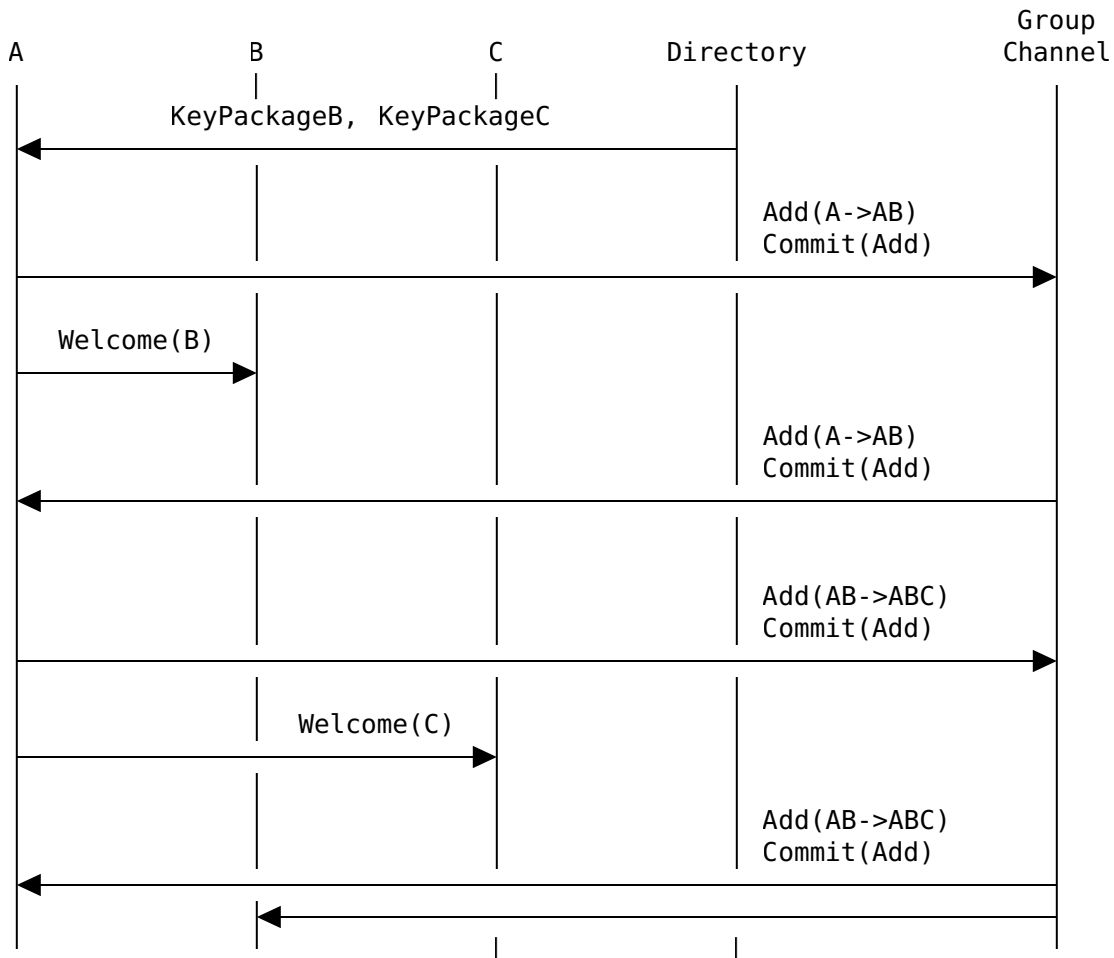 Group
A B C Directory Channel
KeyPackageB, KeyPackageC
Add(A->AB)
Commit(Add)
Welcome(B)
Add(A->AB)
Commit(Add)
Add(AB->ABC)
Commit(Add)
Welcome(C)
Add(AB->ABC)
Commit(Add)